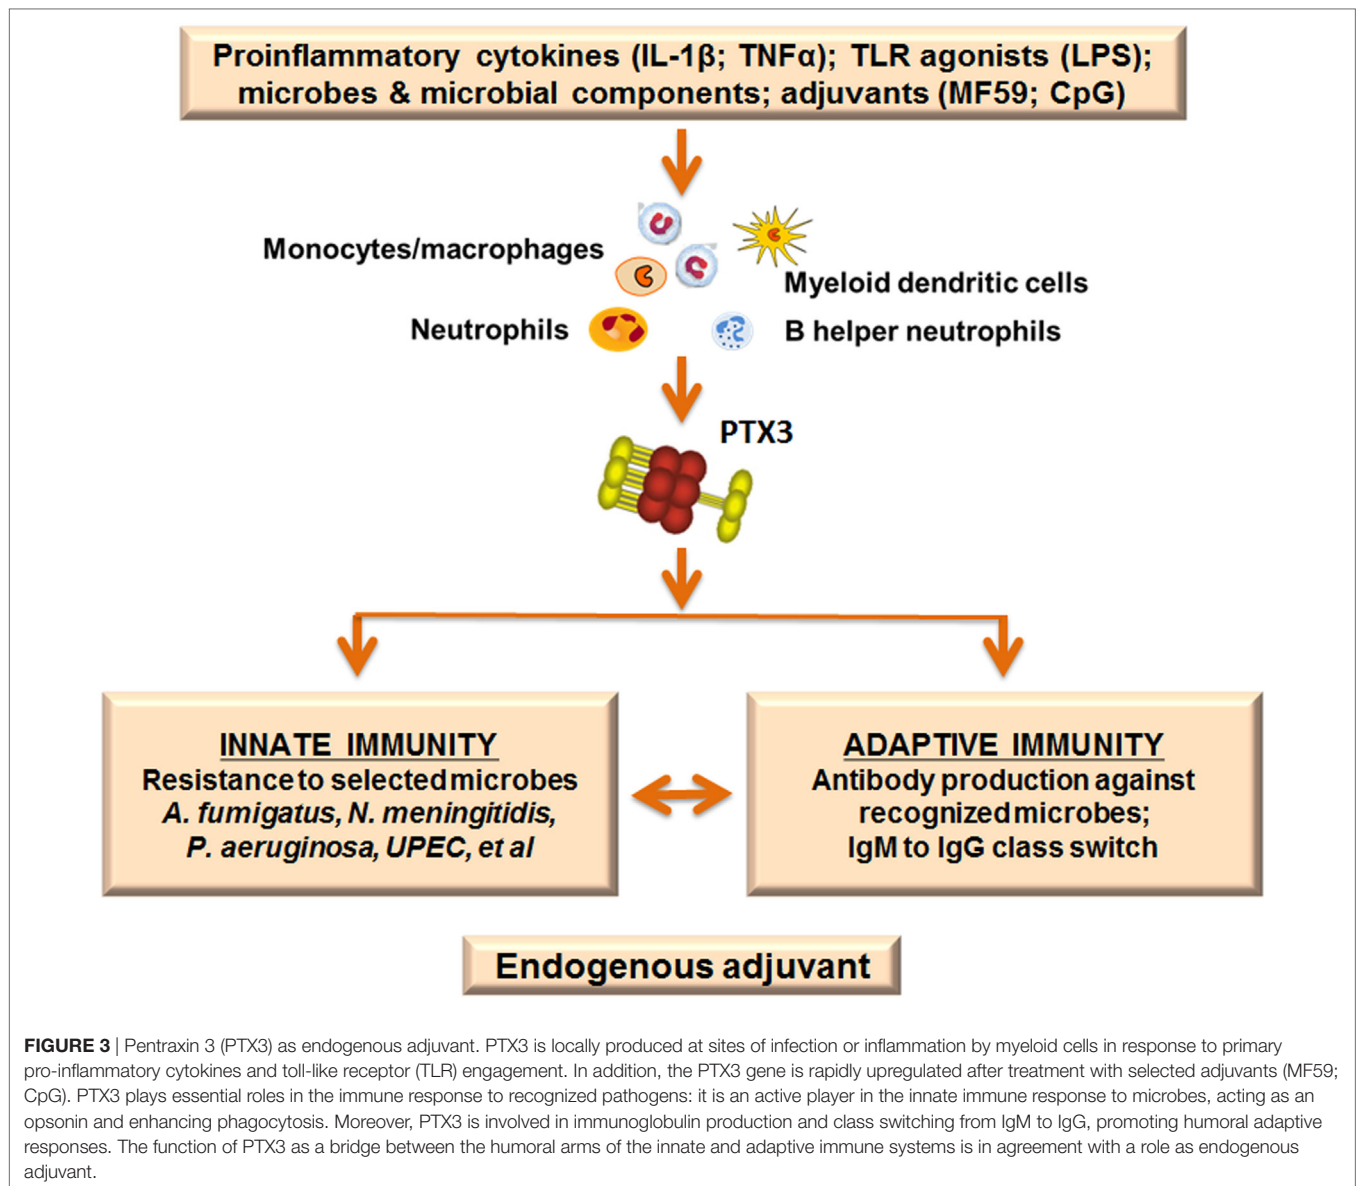 Proinflammatory cytokines (IL-1β; TNFα); TLR agonists (LPS);
microbes & microbial components; adjuvants (MF59; CpG)
Monocytes/macrophages
Myeloid dendritic cells
Neutrophils
B helper neutrophils
PTX3
INNATE IMMUNITY
Resistance to selected microbes
A. fumigatus, N. meningitidis,
P. aeruginosa, UPEC, et al
ADAPTIVE IMMUNITY
Antibody production against
recognized microbes;
IgM to IgG class switch
Endogenous adjuvant
FIGURE 3 | Pentraxin 3 (PTX3) as endogenous adjuvant. PTX3 is locally produced at sites of infection or inflammation by myeloid cells in response to primary
pro-inflammatory cytokines and toll-like receptor (TLR) engagement. In addition, the PTX3 gene is rapidly upregulated after treatment with selected adjuvants (MF59;
CpG). PTX3 plays essential roles in the immune response to recognized pathogens: it is an active player in the innate immune response to microbes, acting as an
opsonin and enhancing phagocytosis. Moreover, PTX3 is involved in immunoglobulin production and class switching from IgM to IgG, promoting humoral adaptive
responses. The function of PTX3 as a bridge between the humoral arms of the innate and adaptive immune systems is in agreement with a role as endogenous
adjuvant.